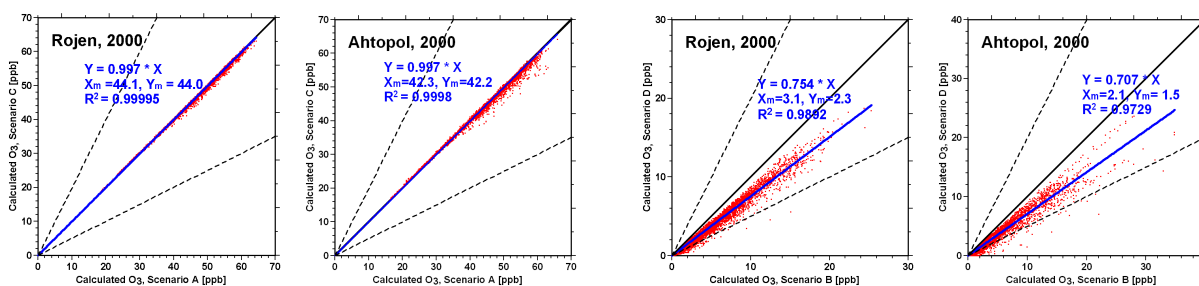 Rojen, 2000
Y = 0.997 * X
Xm=44.1, Ym = 44.0
R2 = 0.99995
Calculated O3, Scenario C [ppb]
70
60
50
40
30
20
10
0
0 10 20 30 40 50 60 70
Calculated O3, Scenario A [ppb]
Ahtopol, 2000
Y = 0.997 * X
Xm=42.3, Ym=42.2
R2 = 0.9998
Calculated O3, Scenario C [ppb]
70
60
50
40
30
20
10
0
0 10 20 30 40 50 60 70
Calculated O3, Scenario A [ppb]
Rojen, 2000
Y = 0.754 * X
Xm=3.1, Ym=2.3
R2 = 0.9892
Calculated O3, Scenario D [ppb]
30
20
10
0
0 10 20 30
Calculated O3, Scenario B [ppb]
Ahtopol, 2000
Y = 0.707 * X
Xm=2.1, Ym= 1.5
R2 = 0.9729
Calculated O3, Scenario D [ppb]
40
30
20
10
0
0 10 20 30 40
Calculated O3, Scenario B [ppb]